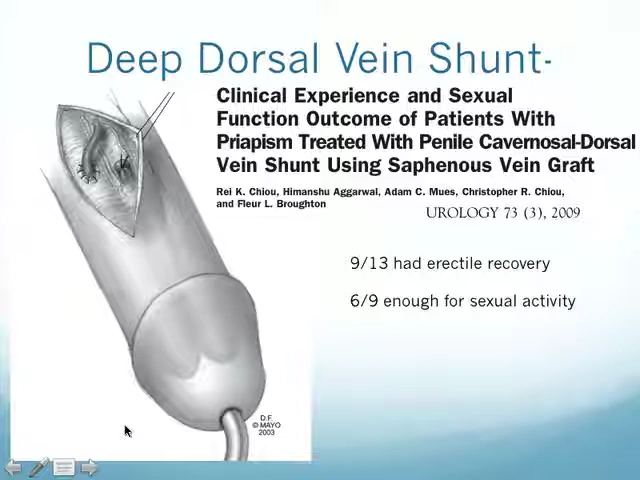 Deep Dorsal Vein Shunt-
Clinical Experience and Sexual
Function Outcome of Patients With
Priapism Treated With Penile Cavernosal-Dorsal
Vein Shunt Using Saphenous Vein Graft
Rei K. Chiou, Himanshu Aggarwal, Adam C. Mues, Christopher R. Chiou,
and Fleur L. Broughton
UROLOGY 73 (3), 2009
9/13 had erectile recovery
6/9 enough for sexual activity
D.F.
© MAYO
2003